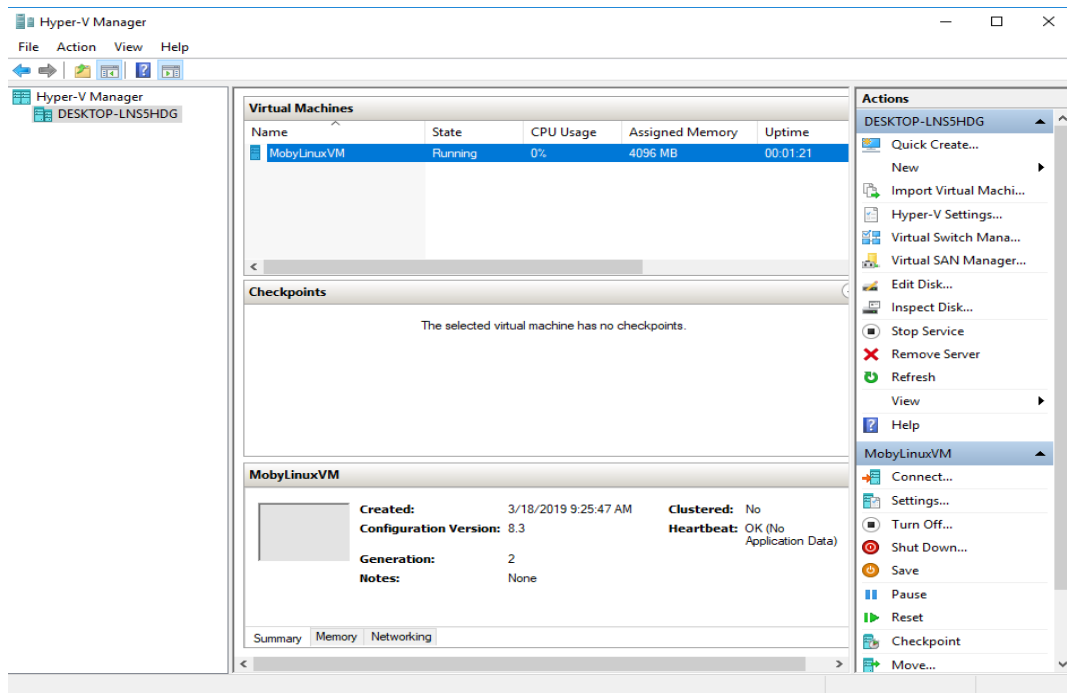 Hyper-V Manager
File Action View Help
Hyper-V Manager
DESKTOP-LNS5HDG
Virtual Machines
Name State CPU Usage Assigned Memory Uptime
MobyLinuxVM Running 0% 4096 MB 00:01:21
Checkpoints
The selected virtual machine has no checkpoints.
MobyLinuxVM
Created: 3/18/2019 9:25:47 AM Clustered: No
Configuration Version: 8.3 Heartbeat: OK (No
Application Data)
Generation: 2
Notes: None
Summary Memory Networking
Actions
DESKTOP-LNS5HDG
Quick Create...
New
Import Virtual Machi...
Hyper-V Settings...
Virtual Switch Mana...
Virtual SAN Manager...
Edit Disk...
Inspect Disk...
Stop Service
Remove Server
Refresh
View
Help
MobyLinuxVM
Connect...
Settings...
Turn Off...
Shut Down...
Save
Pause
Reset
Checkpoint
Move...